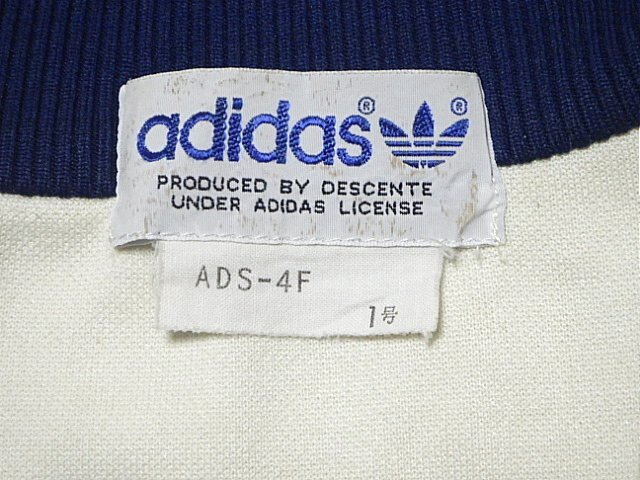 adidas® ®
PRODUCED BY DESCENTE
UNDER ADIDAS LICENSE
ADS-4F
1号